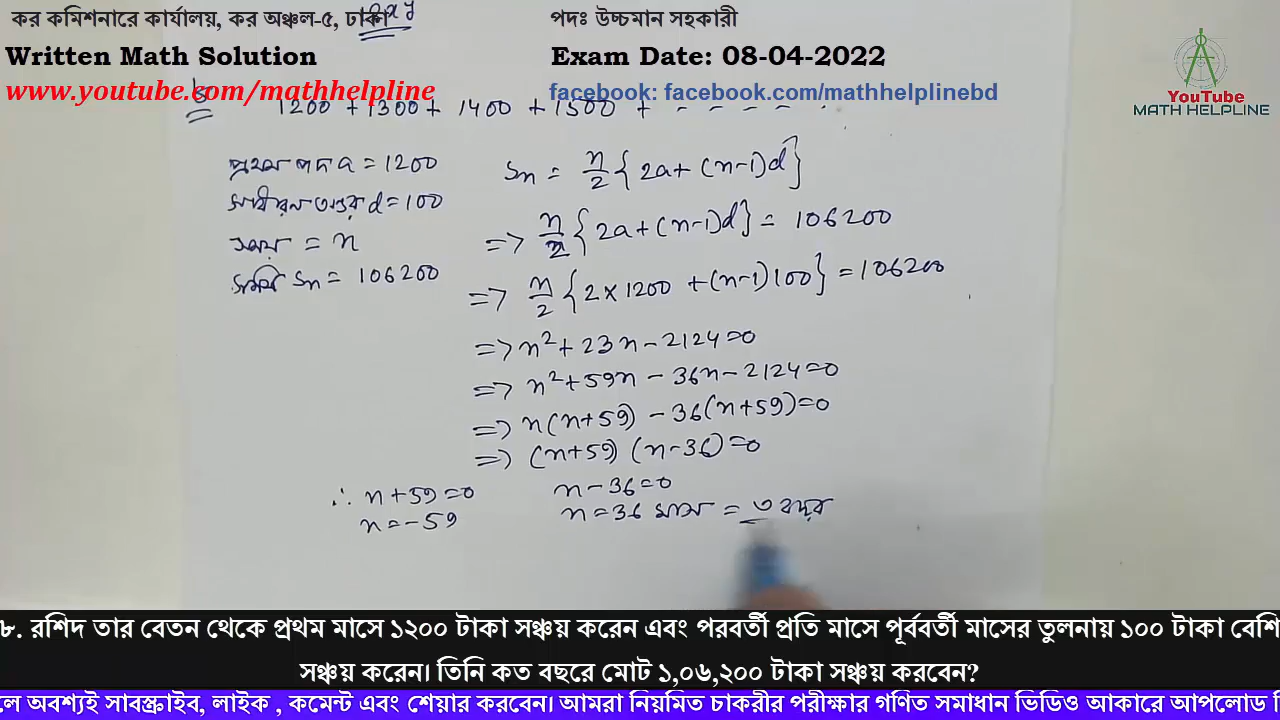 কর কমিশনারে কার্যালয়, কর অঞ্চল-৫, ঢাকা
পদঃ উচ্চমান সহকারী
Written Math Solution
Exam Date: 08-04-2022
www.youtube.com/mathhelpline
facebook: facebook.com/mathhelplinebd
YouTube
MATH HELPLINE
1200 + 1300 + 1400 + 1500 + - - - - -
প্রথম পদ a = 1200
সাধারন অন্তর d = 100
সময় = n
সমষ্টি Sn = 106200
Sn = n/2 {2a + (n-1)d}
=> n/2 {2a + (n-1)d} = 106200
=> n/2 {2 × 1200 + (n-1)100} = 106200
=> n² + 23n - 2124 = 0
=> n² + 59n - 36n - 2124 = 0
=> n(n+59) - 36(n+59) = 0
=> (n+59) (n-36) = 0
∴ n + 59 = 0
n = -59
n - 36 = 0
n = 36 মাস = ৩ বছর
৮. রশিদ তার বেতন থেকে প্রথম মাসে ১২০০ টাকা সঞ্চয় করেন এবং পরবর্তী প্রতি মাসে পূর্ববর্তী মাসের তুলনায় ১০০ টাকা বেশি
সঞ্চয় করেন। তিনি কত বছরে মোট ১,০৬,২০০ টাকা সঞ্চয় করবেন?
লে অবশ্যই সাবস্ক্রাইব, লাইক , কমেন্ট এবং শেয়ার করবেন। আমরা নিয়মিত চাকরীর পরীক্ষার গণিত সমাধান ভিডিও আকারে আপলোড